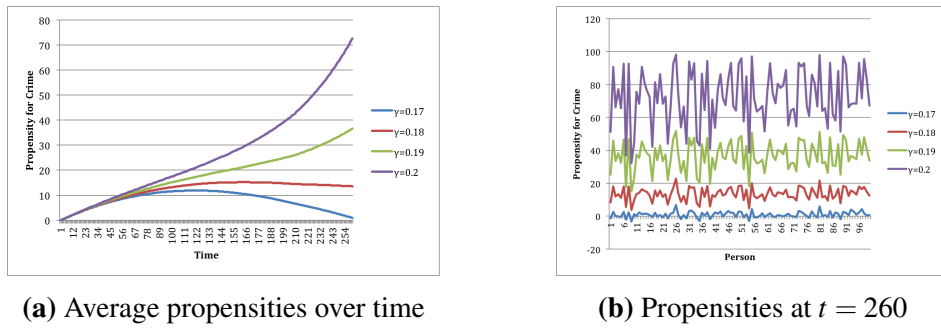 80
70
60
50
40
30
20
10
0
Propensity for Crime
1 12 23 34 45 56 67 78 89 100 111 122 133 144 155 166 177 188 199 210 221 232 243 254
Time
γ=0.17
γ=0.18
γ=0.19
γ=0.2
(a) Average propensities over time
120
100
80
60
40
20
0
-20
Propensity for Crime
1 6 11 16 21 26 31 36 41 46 51 56 61 66 71 76 81 86 91 96
Person
γ=0.17
γ=0.18
γ=0.19
γ=0.2
(b) Propensities at t = 260